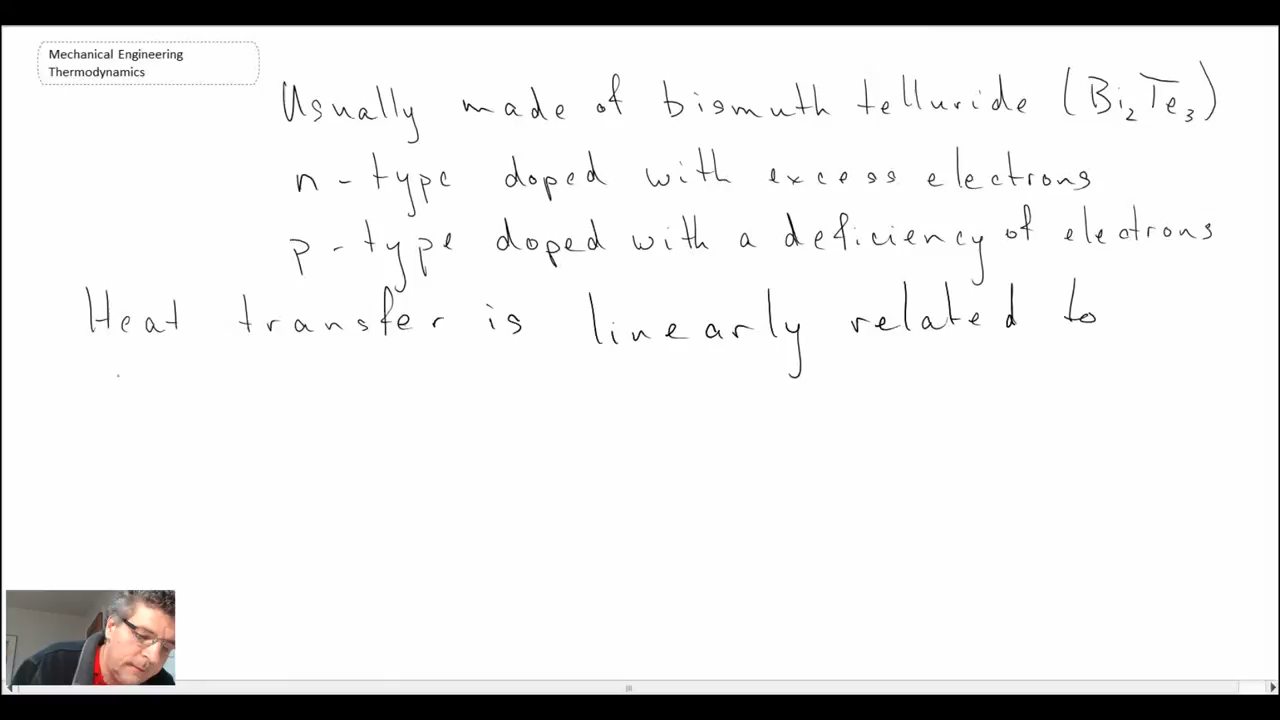 Mechanical Engineering
Thermodynamics
Usually made of bismuth telluride (Bi₂Te₃)
n-type doped with excess electrons
p-type doped with a deficiency of electrons
Heat transfer is linearly related to